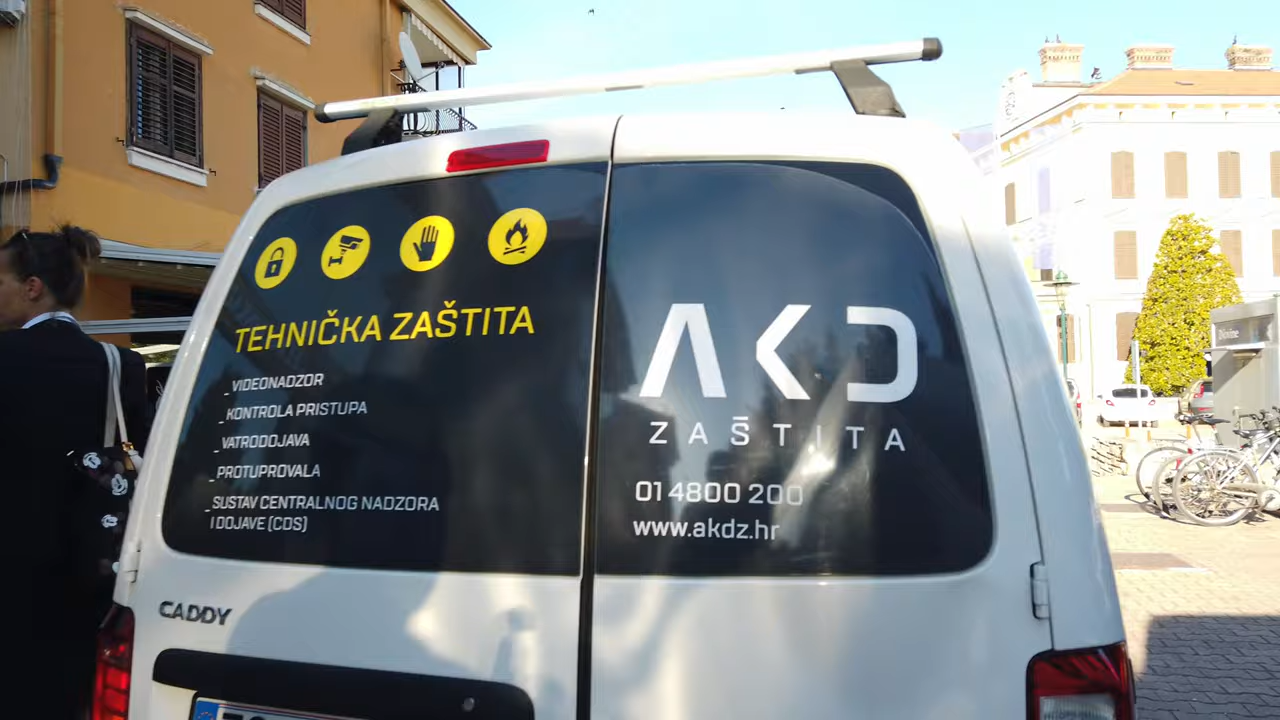 TEHNIČKA ZAŠTITA
_VIDEONADZOR
_KONTROLA PRISTUPA
_VATRODOJAVA
_PROTUPROVALA
_SUSTAV CENTRALNOG NADZORA
I DOJAVE (CDS)
AKD
ZAŠTITA
01 4800 200
www.akdz.hr
CADDY